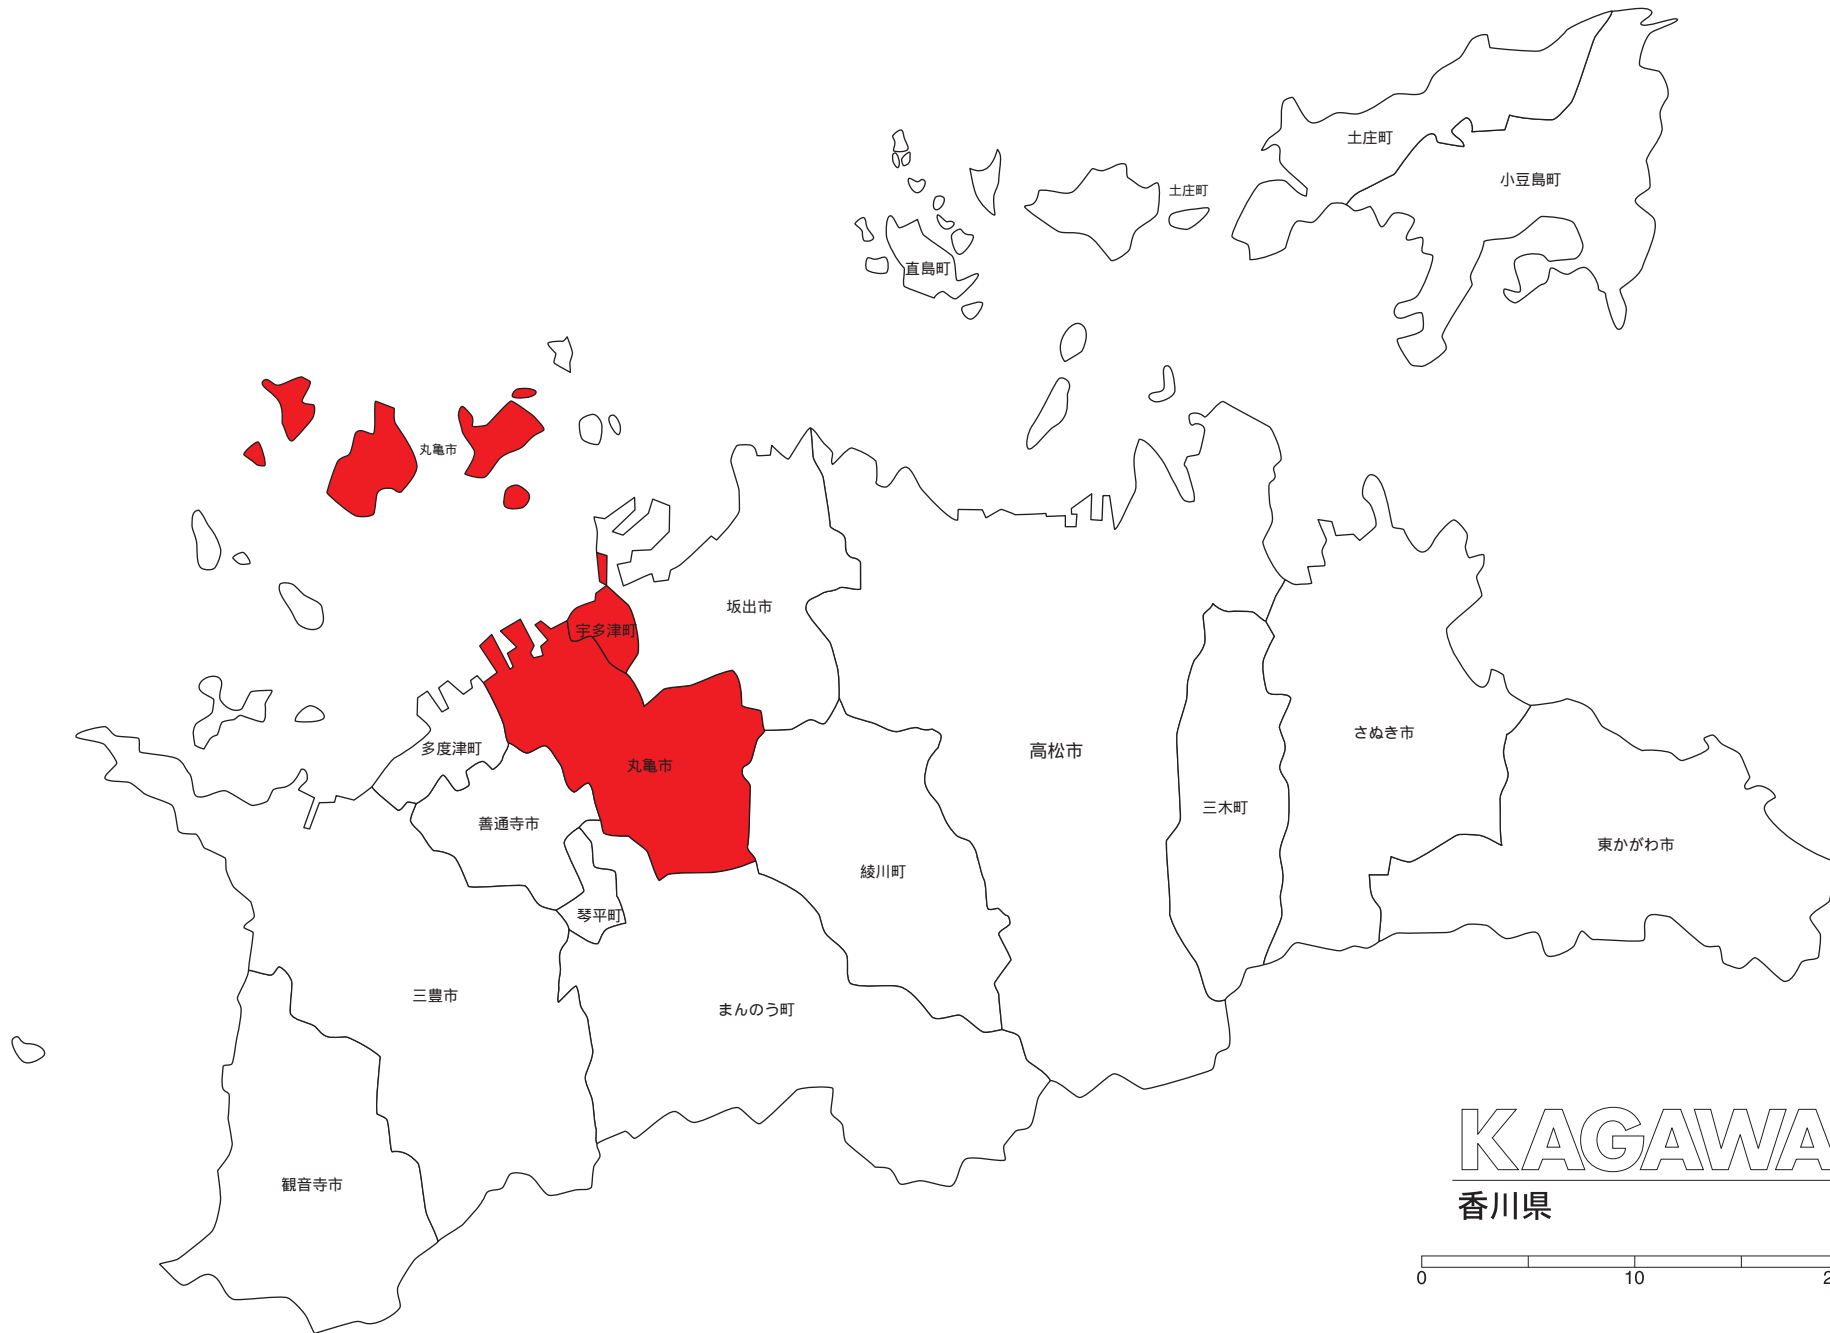 土庄町
小豆島町
土庄町
直島町
丸亀市
坂出市
宇多津町
さぬき市
多度津町
高松市
丸亀市
三木町
善通寺市
東かがわ市
綾川町
琴平町
三豊市
まんのう町
観音寺市
KAGAWA
香川県
0 10 2